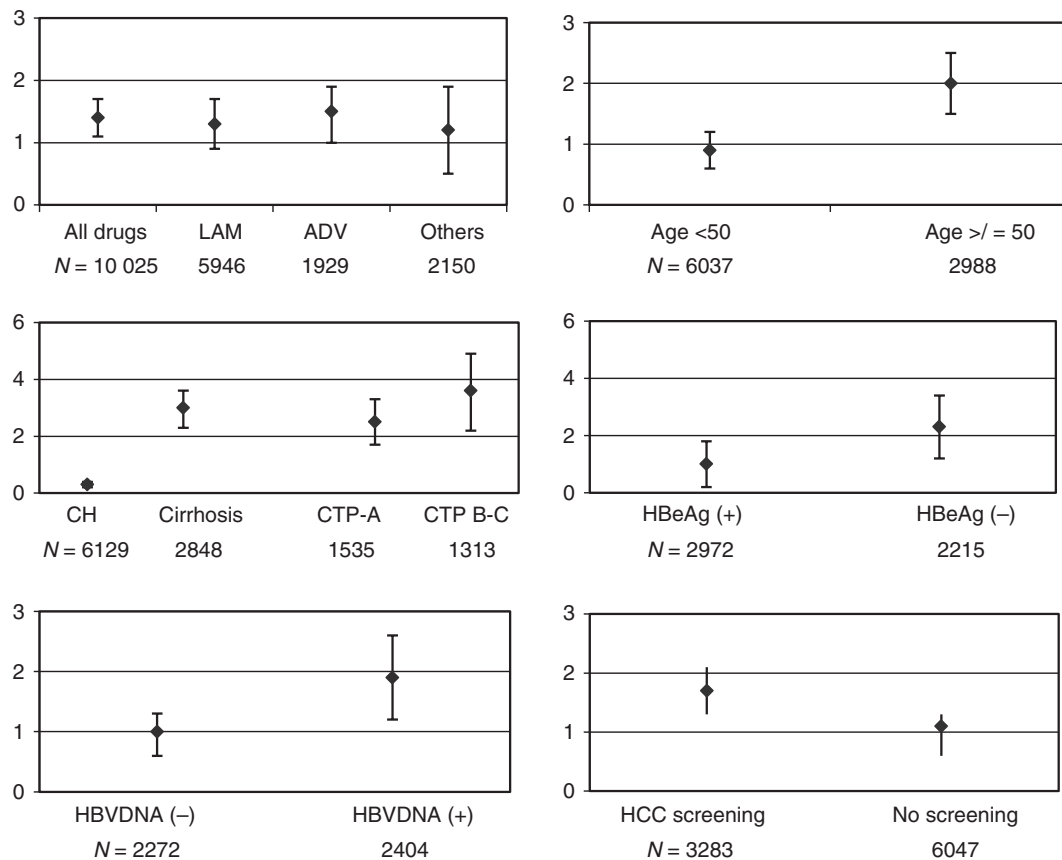 3
2
1
0
All drugs LAM ADV Others
N = 10 025 5946 1929 2150
3
2
1
0
Age <50 Age >/ = 50
N = 6037 2988
6
4
2
0
CH Cirrhosis CTP-A CTP B-C
N = 6129 2848 1535 1313
6
4
2
0
HBeAg (+) HBeAg (–)
N = 2972 2215
3
2
1
0
HBVDNA (–) HBVDNA (+)
N = 2272 2404
3
2
1
0
HCC screening No screening
N = 3283 6047